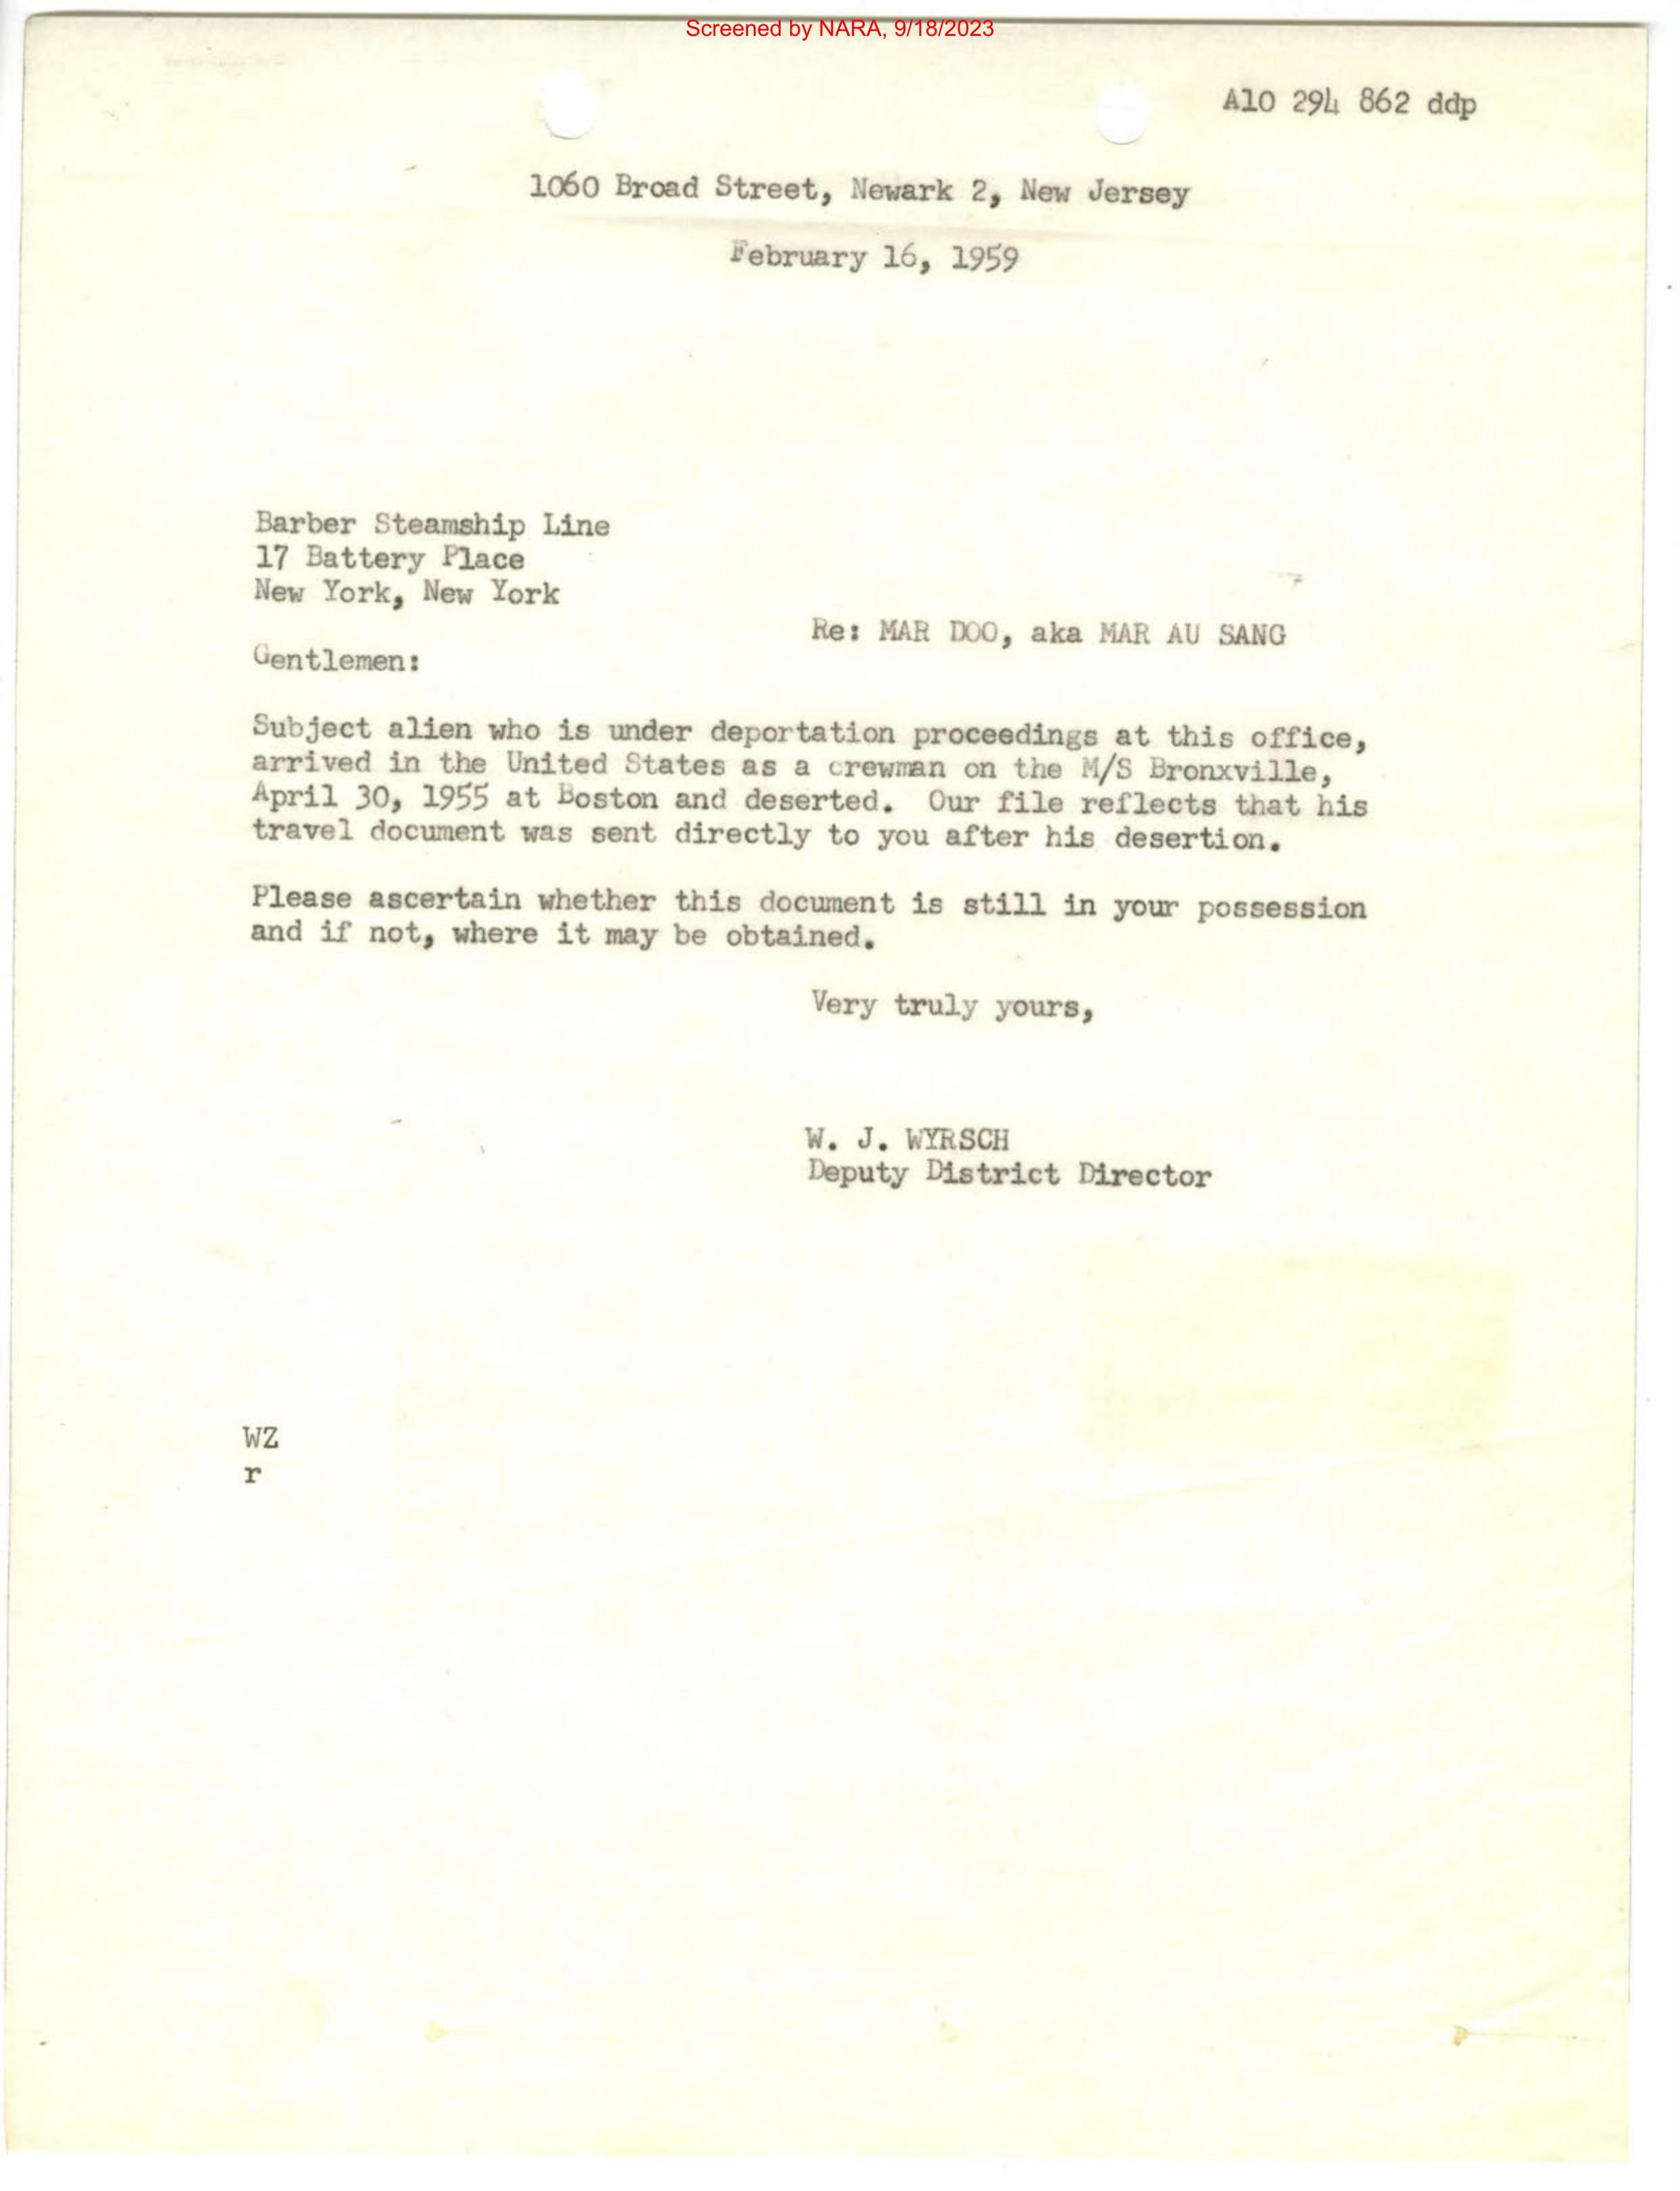 Screened by NARA, 9/18/2023
A10 294 862 ddp
1060 Broad Street, Newark 2, New Jersey
February 16, 1959
Barber Steamship Line
17 Battery Place
New York, New York
Re: MAR DOO, aka MAR AU SANG
Gentlemen:
Subject alien who is under deportation proceedings at this office,
arrived in the United States as a crewman on the M/S Bronxville,
April 30, 1955 at Boston and deserted. Our file reflects that his
travel document was sent directly to you after his desertion.
Please ascertain whether this document is still in your possession
and if not, where it may be obtained.
Very truly yours,
W. J. WYRSCH
Deputy District Director
WZ
r